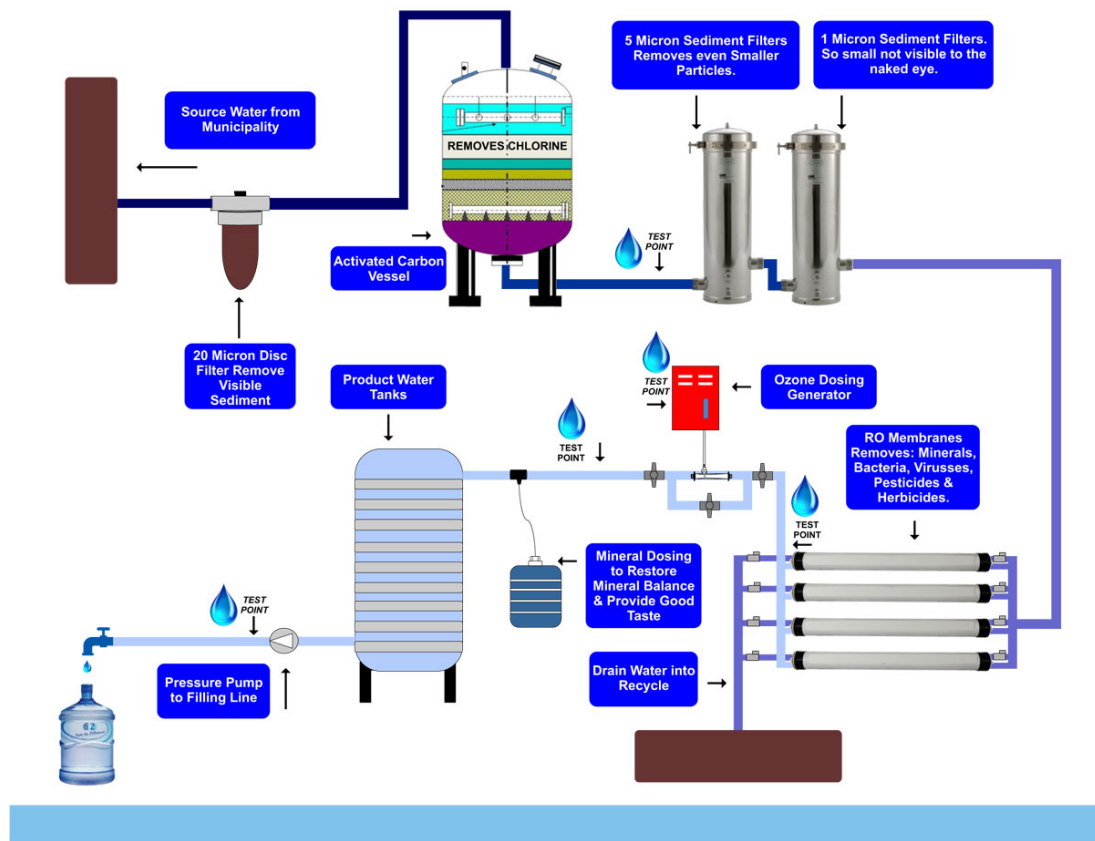 5 Micron Sediment Filters
Removes even Smaller
Particles.
1 Micron Sediment Filters.
So small not visible to the
naked eye.
Source Water from
Municipality
REMOVES CHLORINE
TEST
POINT
Activated Carbon
Vessel
20 Micron Disc
Filter Remove
Visible
Sediment
Product Water
Tanks
TEST
POINT
Ozone Dosing
Generator
TEST
POINT
RO Membranes
Removes: Minerals,
Bacteria, Virusses,
Pesticides &
Herbicides.
TEST
POINT
Mineral Dosing
to Restore
Mineral Balance
& Provide Good
Taste
TEST
POINT
Drain Water into
Recycle
Pressure Pump
to Filling Line